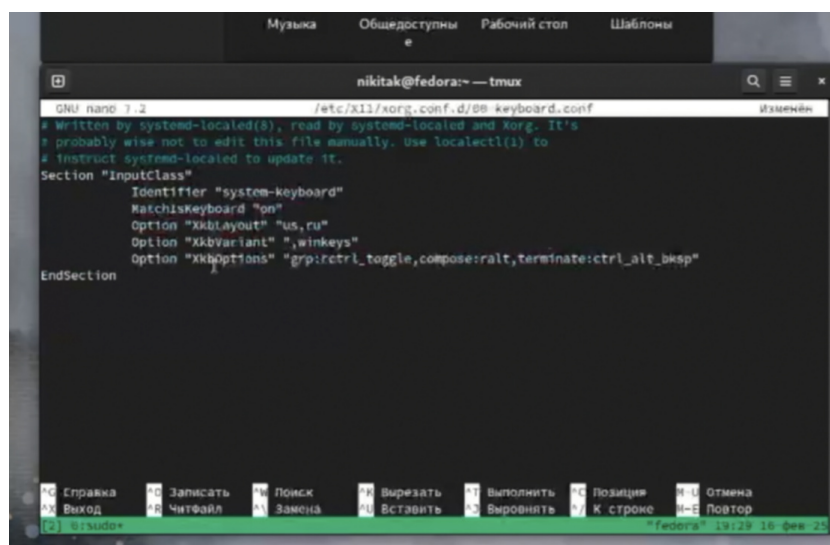 Музыка Общедоступны Рабочий стол Шаблоны
е
nikitak@fedora:~ — tmux
GNU nano 7.2 /etc/X11/xorg.conf.d/00-keyboard.conf Изменён
# Written by systemd-localed(8), read by systemd-localed and Xorg. It's
# probably wise not to edit this file manually. Use localectl(1) to
# instruct systemd-localed to update it.
Section "InputClass"
Identifier "system-keyboard"
MatchIsKeyboard "on"
Option "XkbLayout" "us,ru"
Option "XkbVariant" ",winkeys"
Option "XkbOptions" "grp:rctrl_toggle,compose:ralt,terminate:ctrl_alt_bksp"
EndSection
^G Справка ^O Записать ^W Поиск ^K Вырезать ^T Выполнить ^C Позиция M-U Отмена
^X Выход ^R ЧитФайл ^\ Замена ^U Вставить ^J Выровнять ^/ К строке M-E Повтор
[2] 0:sudo* "fedora" 19:29 16 фев 25